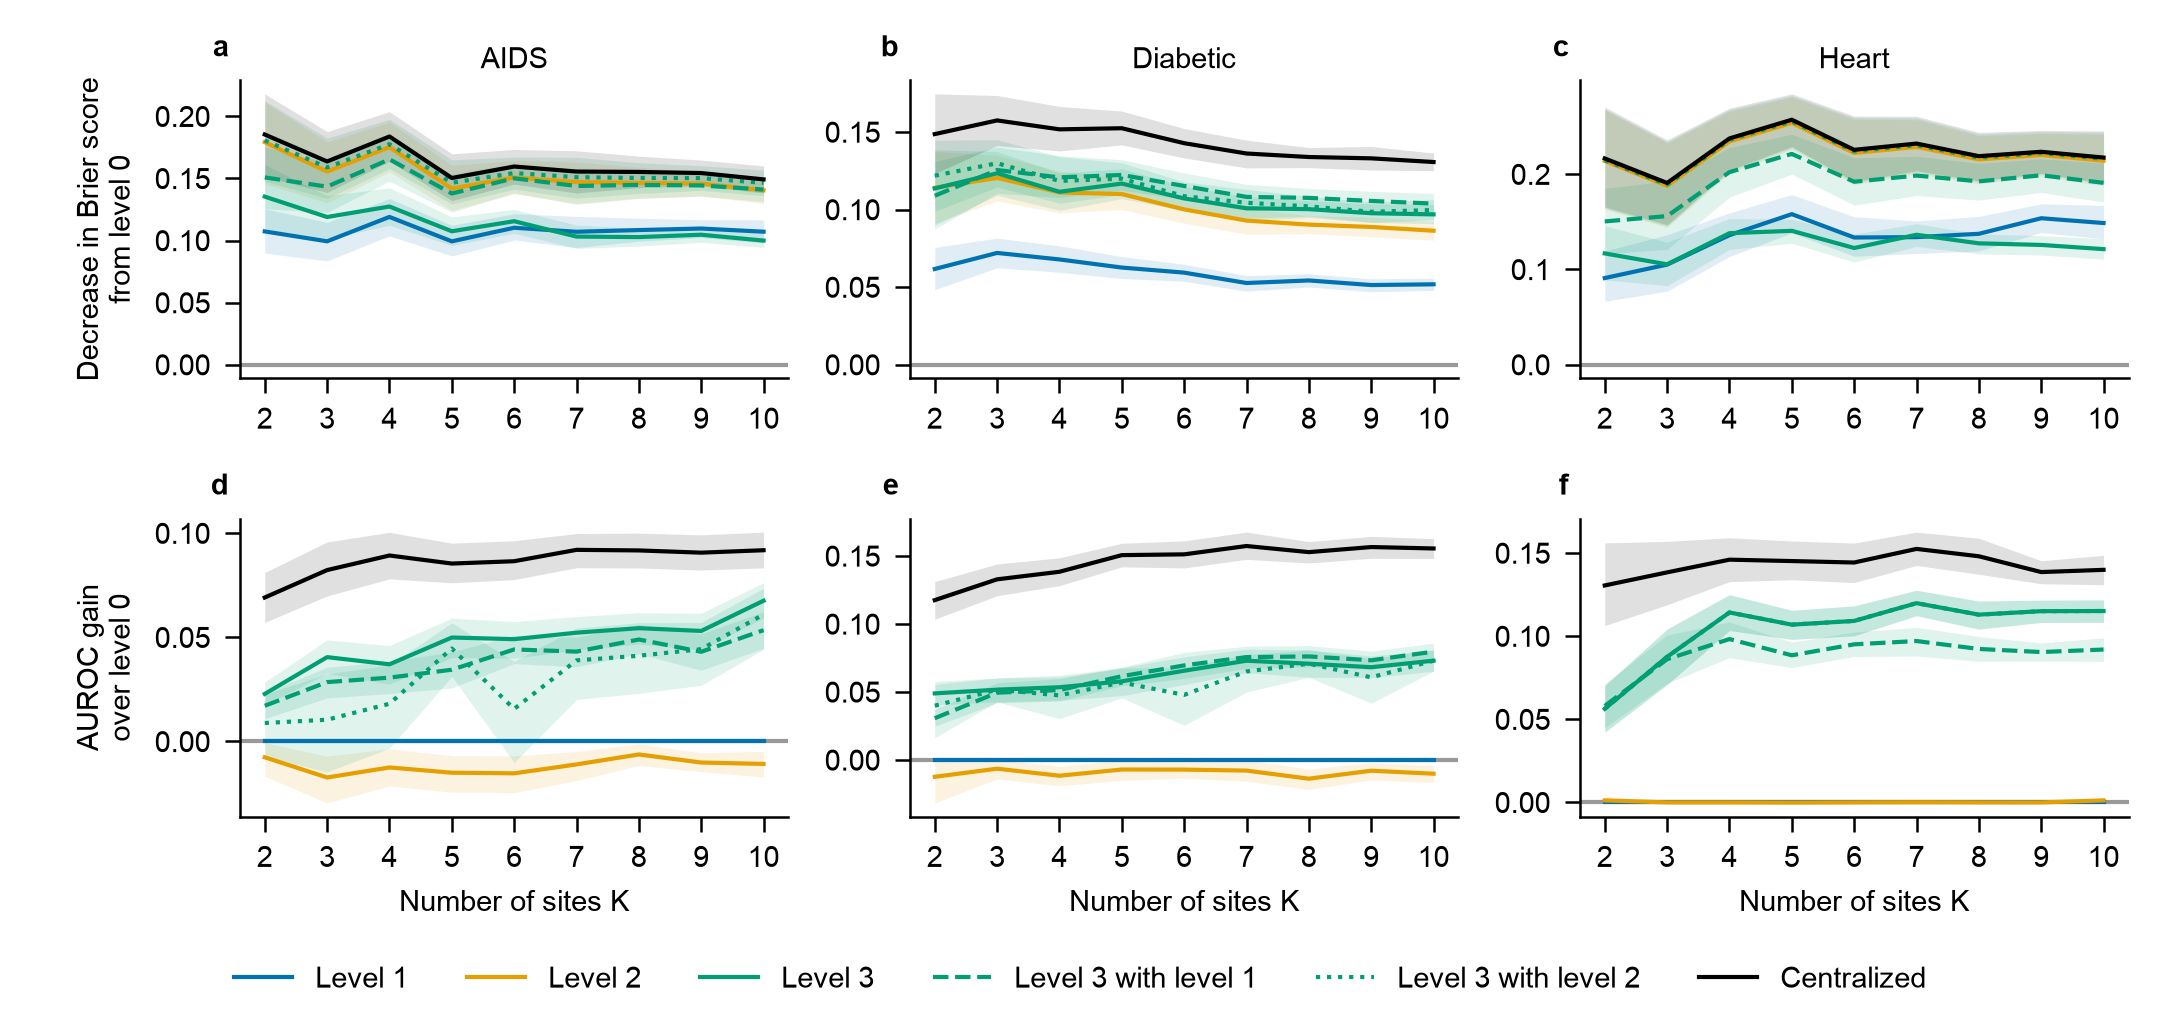 a
AIDS
b
Diabetic
c
Heart
Decrease in Brier score
from level 0
0.20
0.15
0.10
0.05
0.00
2 3 4 5 6 7 8 9 10
0.15
0.10
0.05
0.00
2 3 4 5 6 7 8 9 10
0.2
0.1
0.0
2 3 4 5 6 7 8 9 10
d
e
f
AUROC gain
over level 0
0.10
0.05
0.00
2 3 4 5 6 7 8 9 10
Number of sites K
0.15
0.10
0.05
0.00
2 3 4 5 6 7 8 9 10
Number of sites K
0.15
0.10
0.05
0.00
2 3 4 5 6 7 8 9 10
Number of sites K
Level 1
Level 2
Level 3
Level 3 with level 1
Level 3 with level 2
Centralized